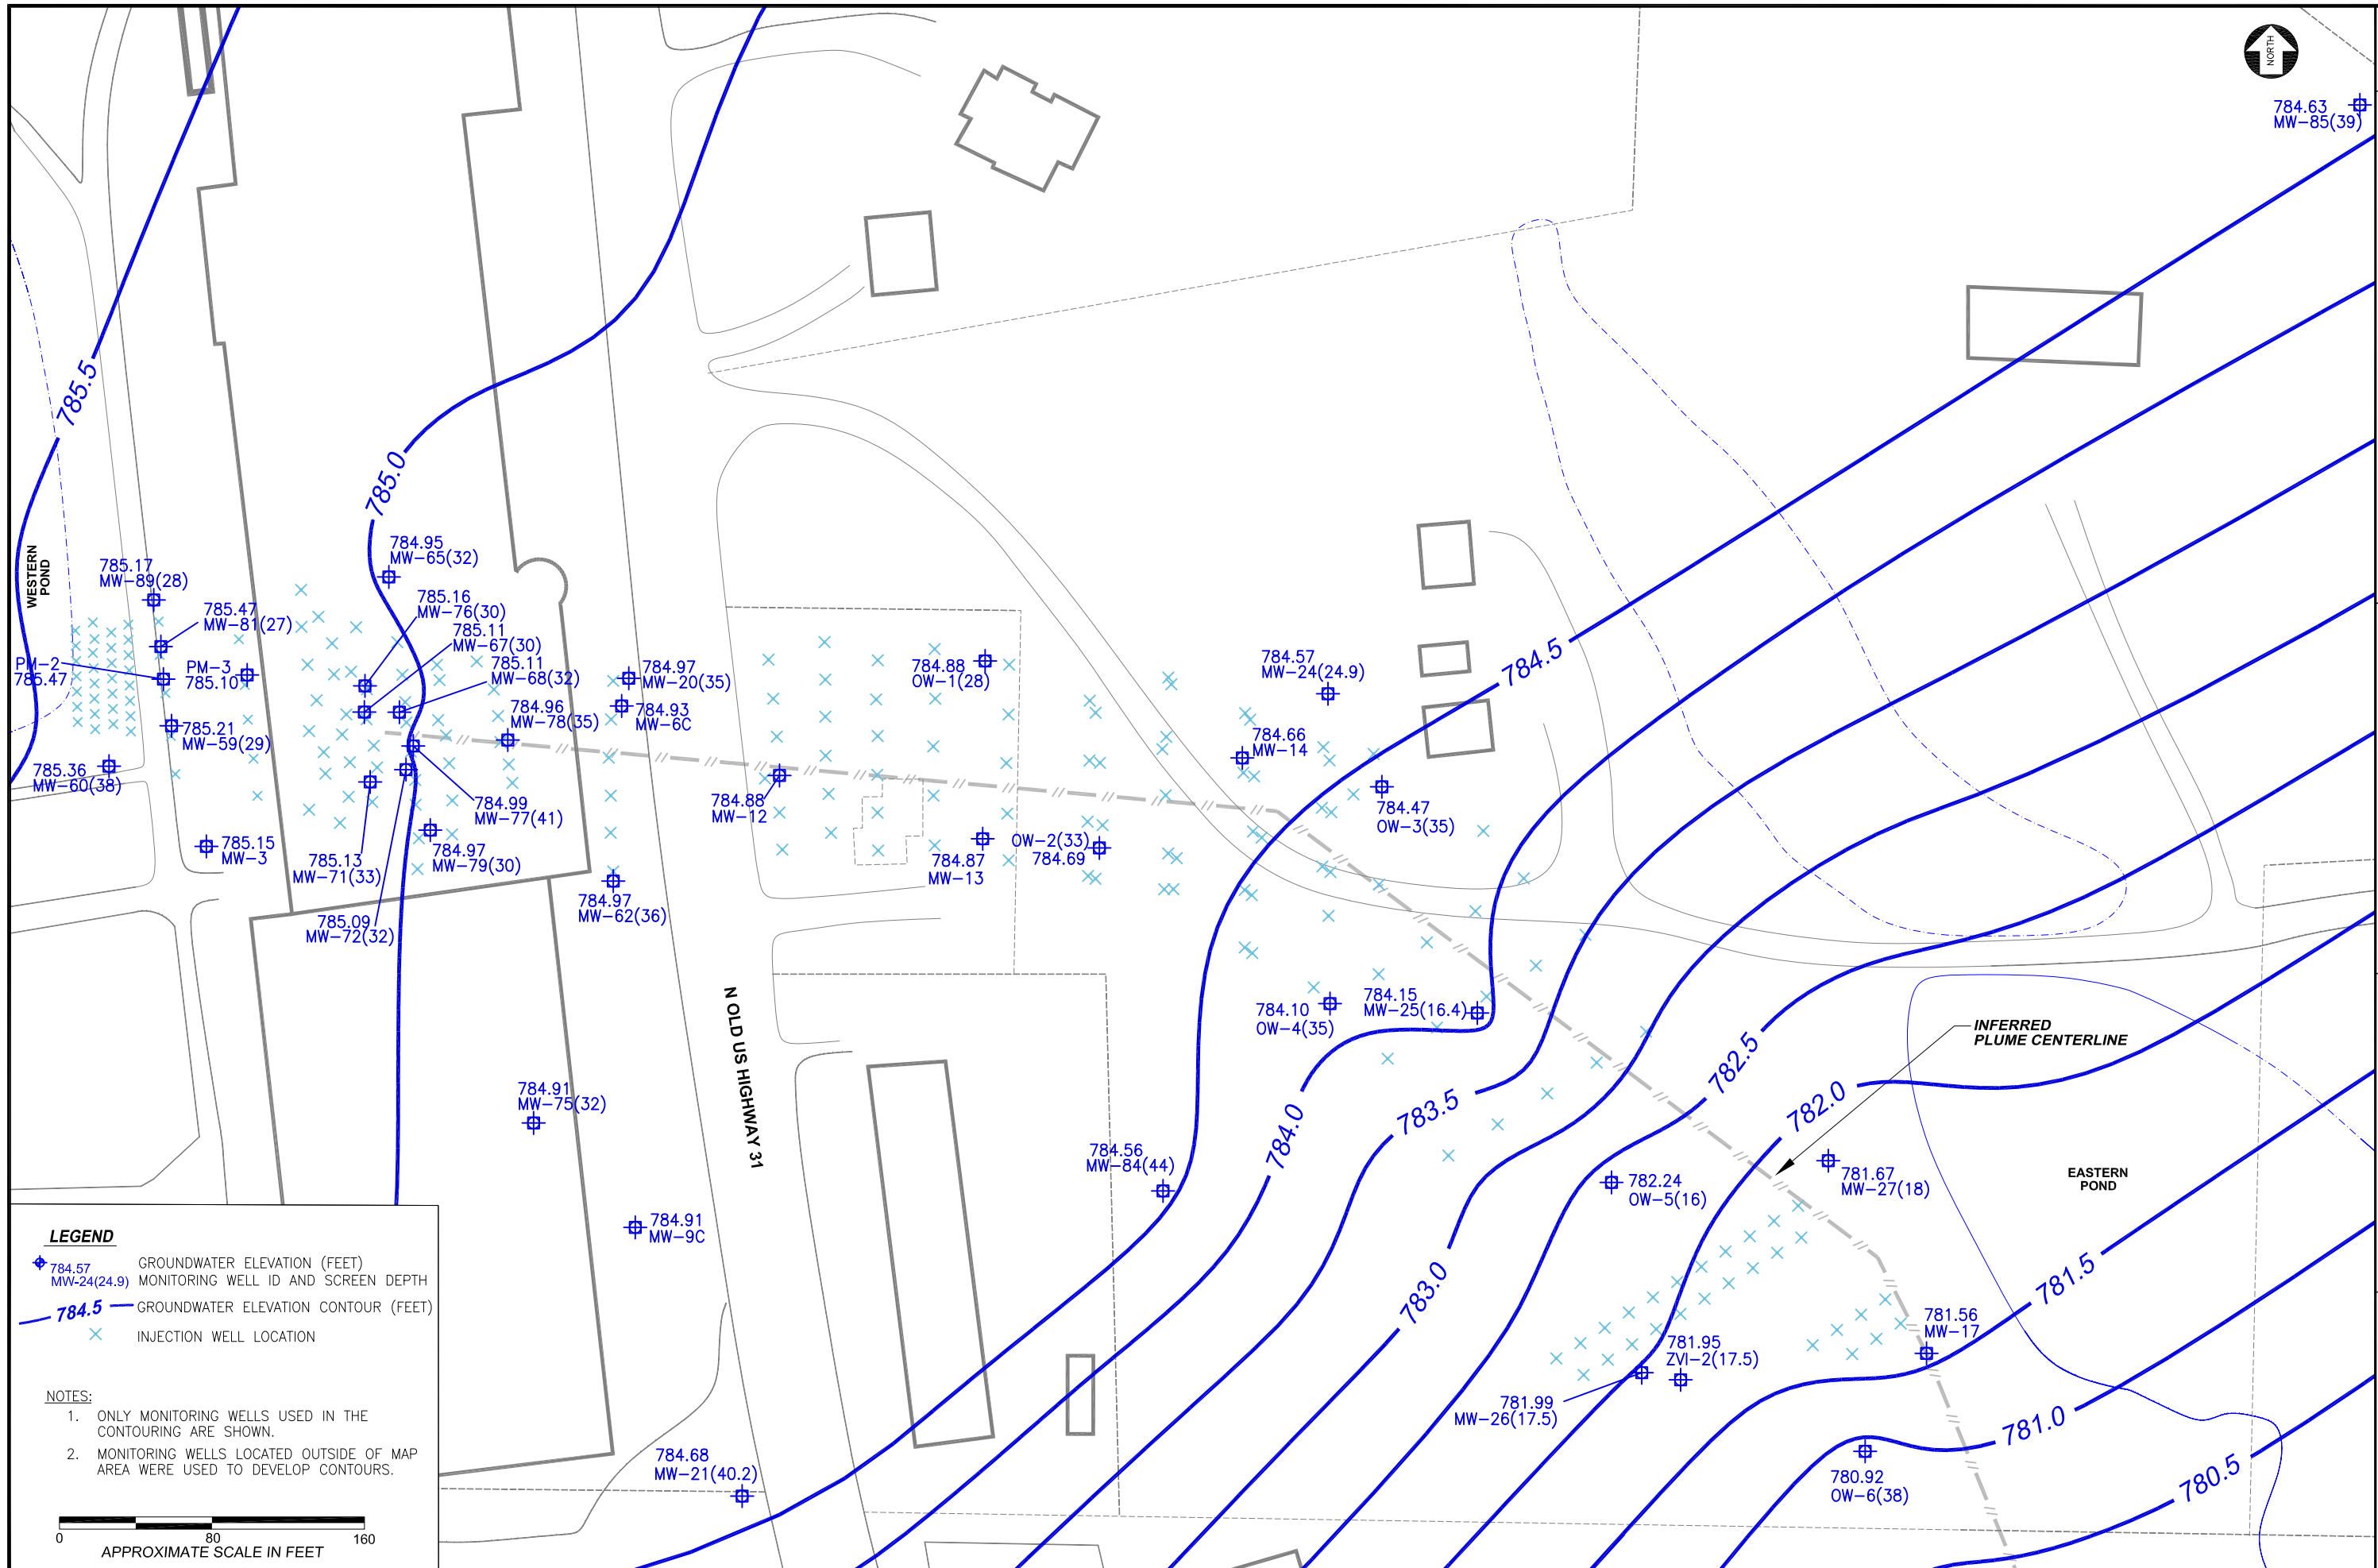 NORTH
784.63
MW-85(39)
785.5
785.0
784.95
MW-65(32)
785.17
MW-89(28)
785.16
MW-76(30)
785.47
MW-81(27)
785.11
MW-67(30)
WESTERN
POND
PM-2
785.47
PM-3
785.10
785.11
MW-68(32)
784.97
MW-20(35)
784.88
OW-1(28)
784.57
MW-24(24.9)
784.5
784.96
MW-78(35)
784.93
MW-6C
785.21
MW-59(29)
784.66
MW-14
785.36
MW-60(38)
784.99
MW-77(41)
784.88
MW-12
784.47
OW-3(35)
785.15
MW-3
785.13
MW-71(33)
784.97
MW-79(30)
784.87
MW-13
OW-2(33)
784.69
784.97
MW-62(36)
785.09
MW-72(32)
N OLD US HIGHWAY 31
784.10
OW-4(35)
784.15
MW-25(16.4)
INFERRED
PLUME CENTERLINE
782.5
782.0
783.5
784.0
784.91
MW-75(32)
784.56
MW-84(44)
782.24
OW-5(16)
781.67
MW-27(18)
EASTERN
POND
784.91
MW-9C
783.0
781.5
781.56
MW-17
781.95
ZVI-2(17.5)
781.99
MW-26(17.5)
781.0
784.68
MW-21(40.2)
780.92
OW-6(38)
780.5
LEGEND
784.57
MW-24(24.9)
GROUNDWATER ELEVATION (FEET)
MONITORING WELL ID AND SCREEN DEPTH
784.5
GROUNDWATER ELEVATION CONTOUR (FEET)
INJECTION WELL LOCATION
NOTES:
1. ONLY MONITORING WELLS USED IN THE
CONTOURING ARE SHOWN.
2. MONITORING WELLS LOCATED OUTSIDE OF MAP
AREA WERE USED TO DEVELOP CONTOURS.
0 80 160
APPROXIMATE SCALE IN FEET